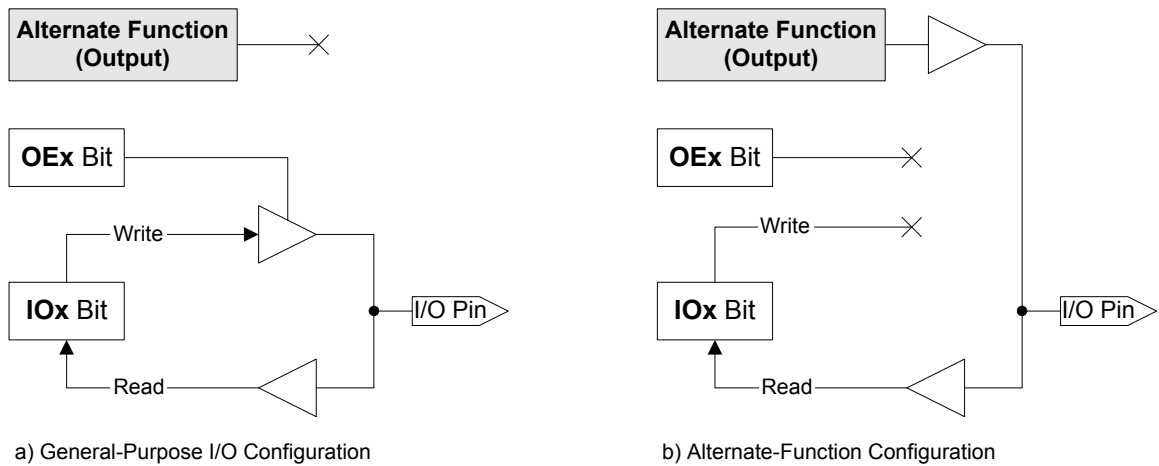 Alternate Function
(Output)
OEx Bit
Write
IOx Bit
I/O Pin
Read
a) General-Purpose I/O Configuration
Alternate Function
(Output)
OEx Bit
Write
IOx Bit
I/O Pin
Read
b) Alternate-Function Configuration